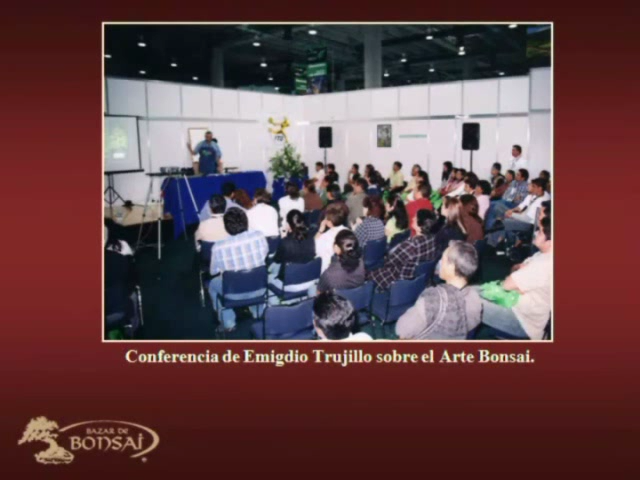 Conferencia de Emigdio Trujillo sobre el Arte Bonsai.
BAZAR DE
BONSAI